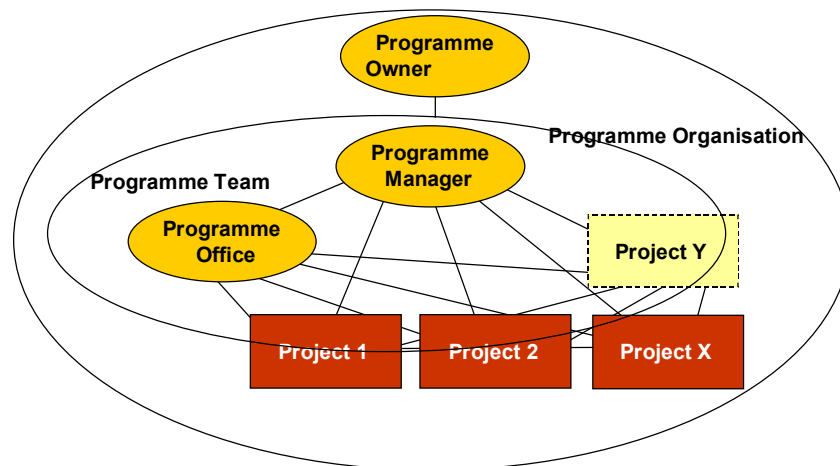 Programme
Owner
Programme Organisation
Programme
Manager
Programme Team
Programme
Office
Project Y
Project 1
Project 2
Project X